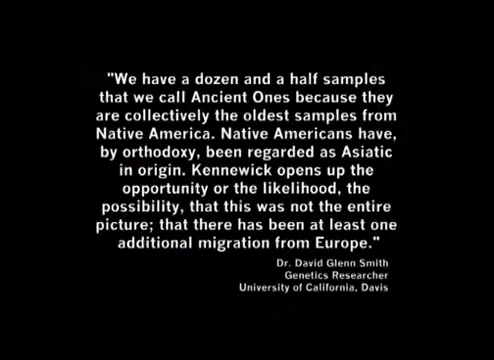 "We have a dozen and a half samples
that we call Ancient Ones because they
are collectively the oldest samples from
Native America. Native Americans have,
by orthodoxy, been regarded as Asiatic
in origin. Kennewick opens up the
opportunity or the likelihood, the
possibility, that this was not the entire
picture; that there has been at least one
additional migration from Europe."
Dr. David Glenn Smith
Genetics Researcher
University of California, Davis